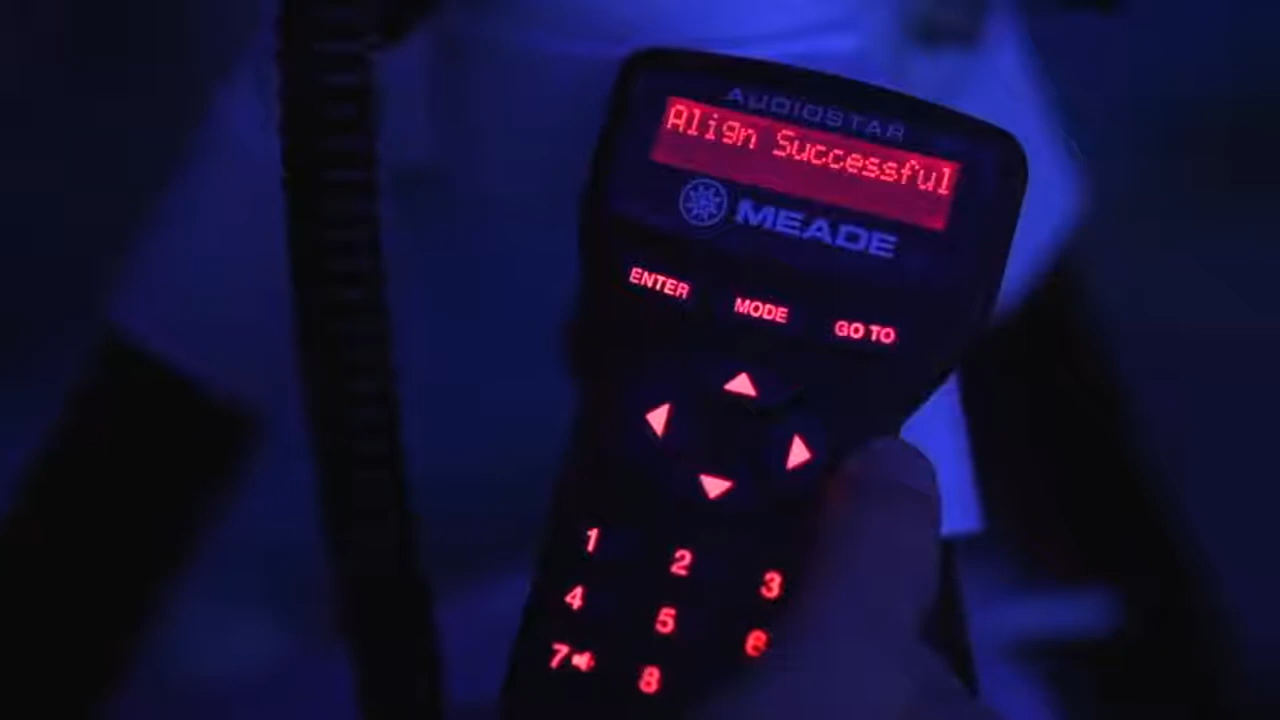 AUDIOSTAR
Align Successful
MEADE
ENTER MODE GO TO
1 2 3
4 5 6
7 8